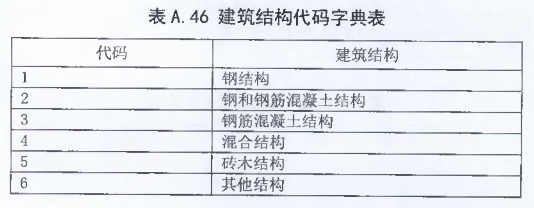 表 A.46 建筑结构代码字典表
代码 建筑结构
1 钢结构
2 钢和钢筋混凝土结构
3 钢筋混凝土结构
4 混合结构
5 砖木结构
6 其他结构